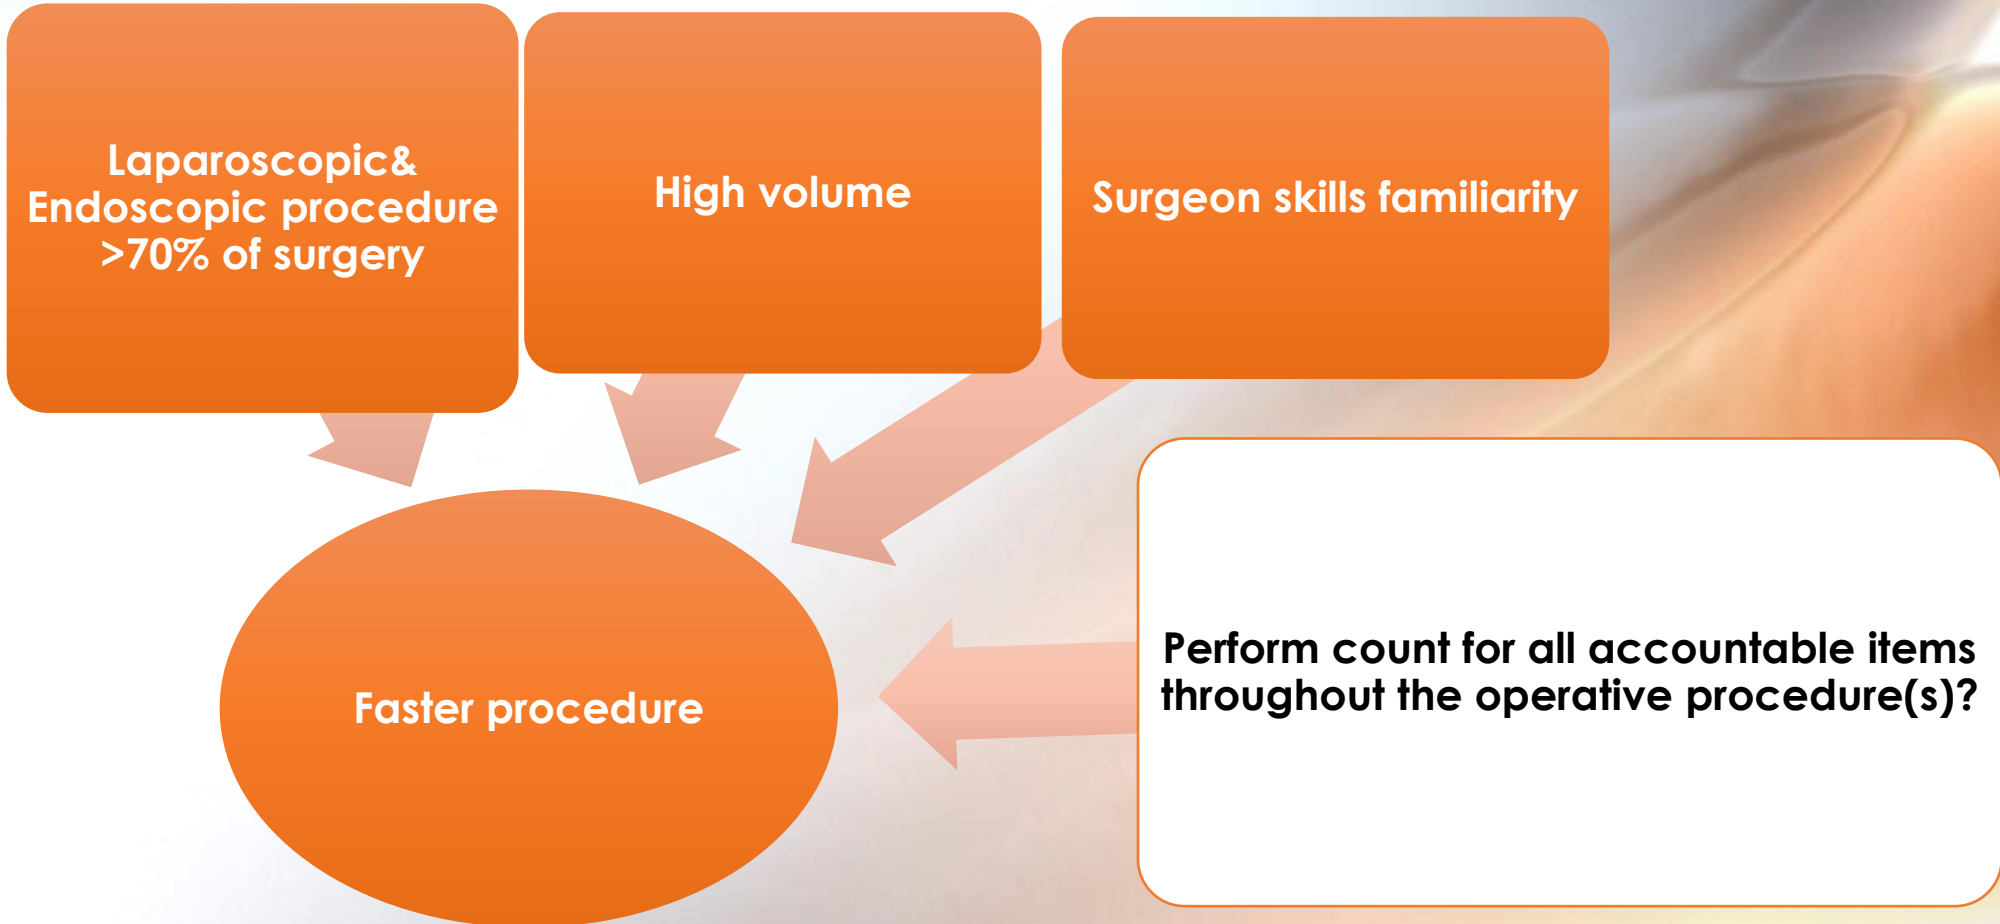 Laparoscopic&
Endoscopic procedure
>70% of surgery
High volume
Surgeon skills familiarity
Faster procedure
Perform count for all accountable items
throughout the operative procedure(s)?